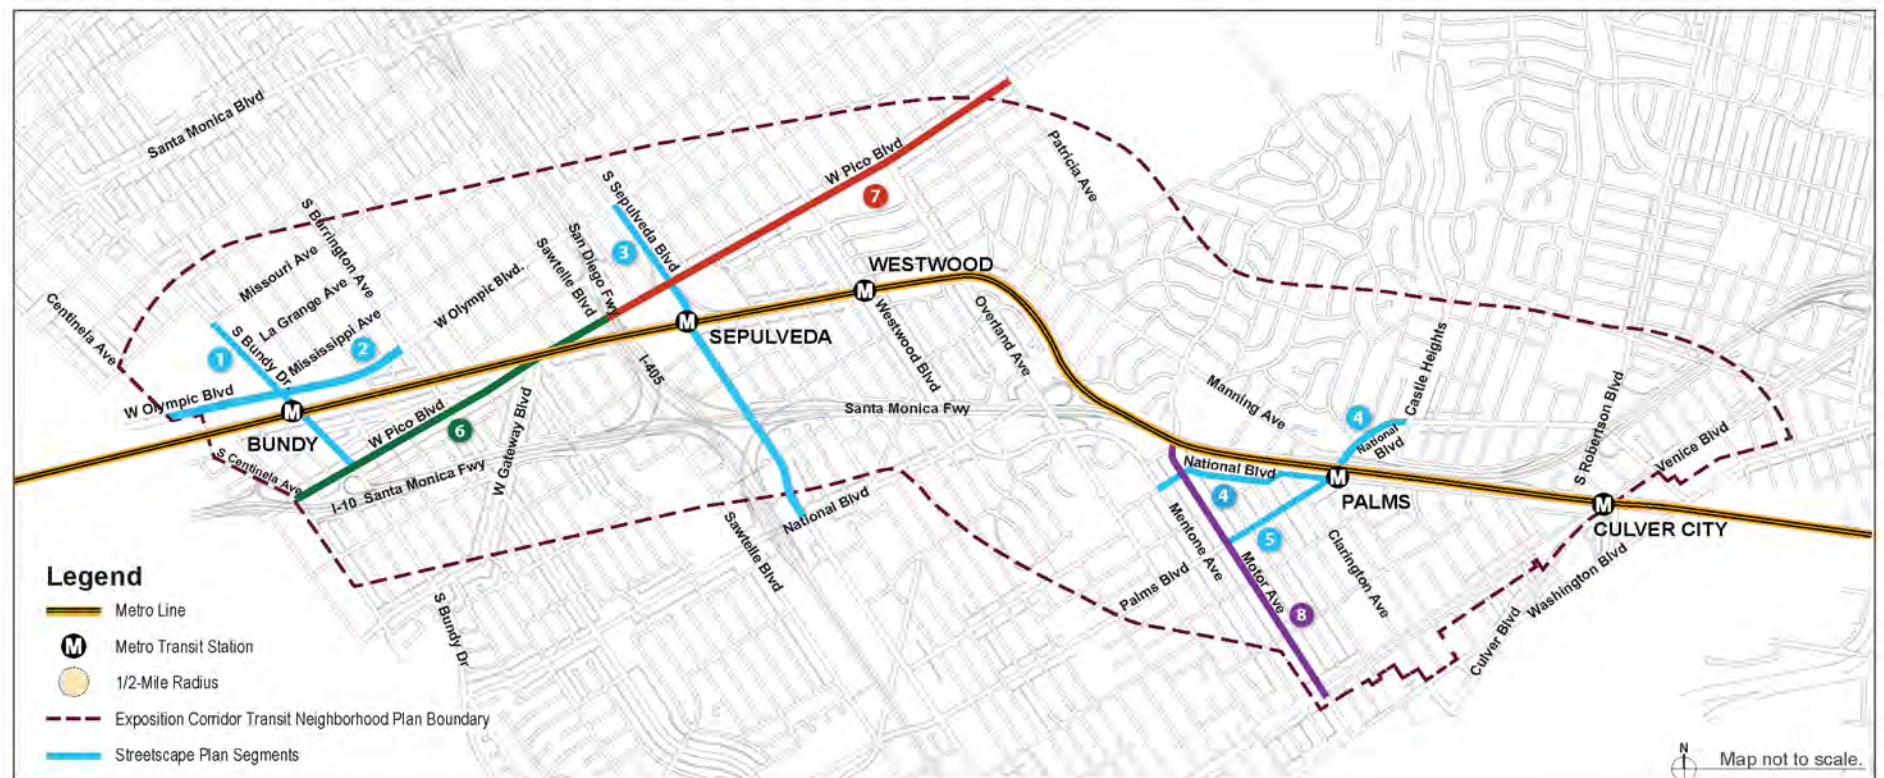 Santa Monica Blvd
W Pico Blvd
Patricia Ave
7
S Sepulveda Blvd
S Barrington Ave
San Diego Fwy
Sawtelle Blvd
3
Missouri Ave
La Grange Ave
W Olympic Blvd.
WESTWOOD
Centinela Ave
Mississippi Ave
S Bundy Dr.
1
2
M
M
SEPULVEDA
Westwood Blvd
Overland Ave
I-405
Castle Heights
Manning Ave
S Robertson Blvd
W Olympic Blvd
M
BUNDY
W Pico Blvd
6
W Gateway Blvd
Santa Monica Fwy
4
National
Blvd
Venice Blvd
S Centinela Ave
I-10 Santa Monica Fwy
National Blvd
4
M
PALMS
M
CULVER CITY
National Blvd
Sawtelle Blvd
Mentone Ave
5
Motor Ave
Clarington Ave
Palms Blvd
8
Washington Blvd
Culver Blvd
S Bundy Dr
Legend
Metro Line
M
Metro Transit Station
1/2-Mile Radius
Exposition Corridor Transit Neighborhood Plan Boundary
Streetscape Plan Segments
N
Map not to scale.